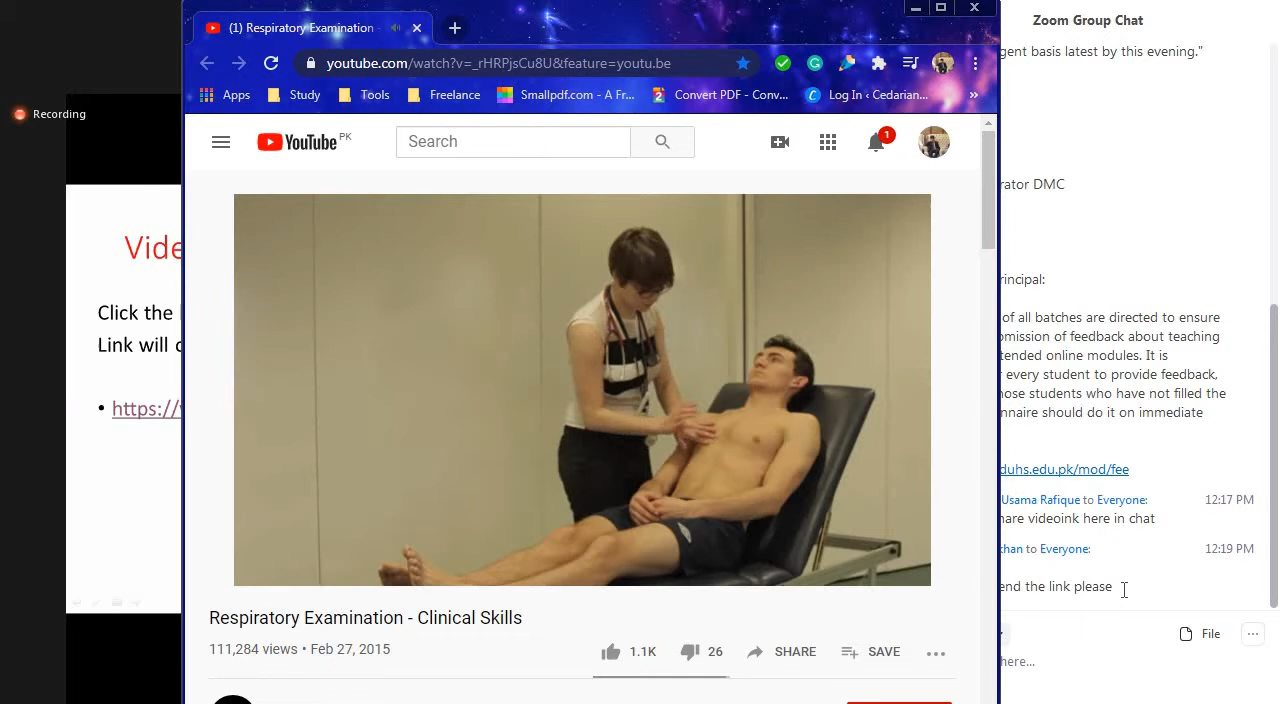 (1) Respiratory Examination -
youtube.com/watch?v=_rHRPjsCu8U&feature=youtu.be
Apps Study Tools Freelance Smallpdf.com - A Fr... Convert PDF - Conv... Log In ‹ Cedarian... »
Recording
YouTube PK
Search
1
Vide
Click the
Link will
• https://
Respiratory Examination - Clinical Skills
111,284 views • Feb 27, 2015
1.1K 26 SHARE SAVE
Zoom Group Chat
gent basis latest by this evening."
rator DMC
rincipal:
of all batches are directed to ensure
omission of feedback about teaching
tended online modules. It is
r every student to provide feedback,
hose students who have not filled the
nnaire should do it on immediate
duhs.edu.pk/mod/fee
Usama Rafique to Everyone: 12:17 PM
hare videoink here in chat
khan to Everyone: 12:19 PM
end the link please
File
here...